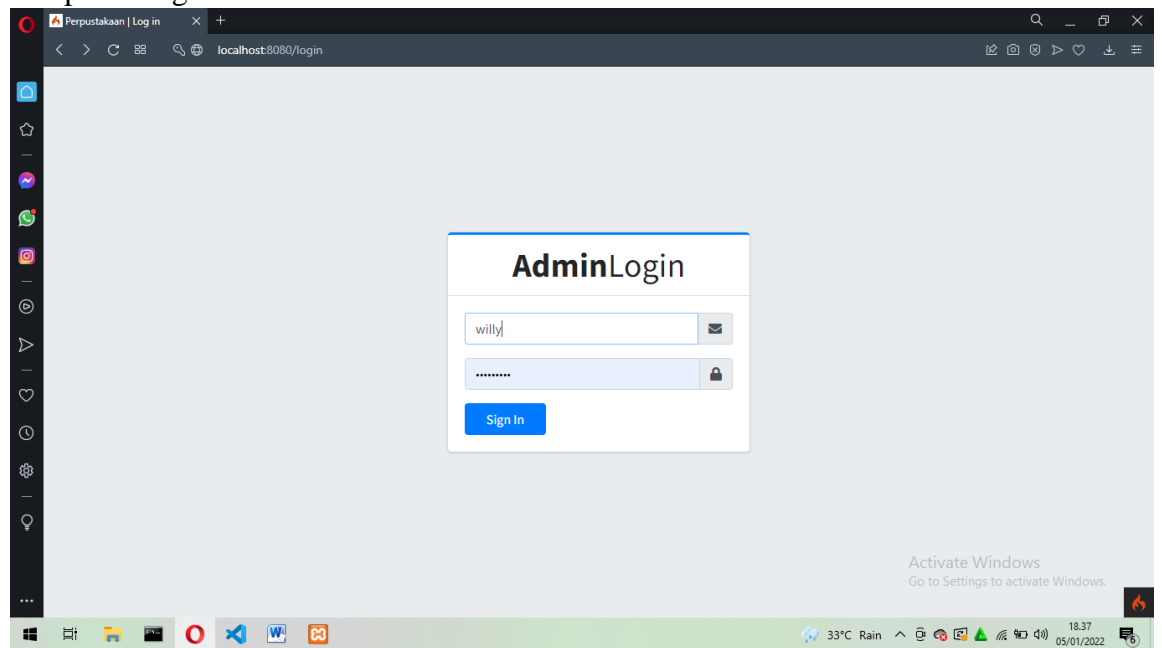 Perpustakaan | Log in
localhost:8080/login
AdminLogin
willy
•••••••••
Sign In
Activate Windows
Go to Settings to activate Windows.
33°C Rain
18.37
05/01/2022
6